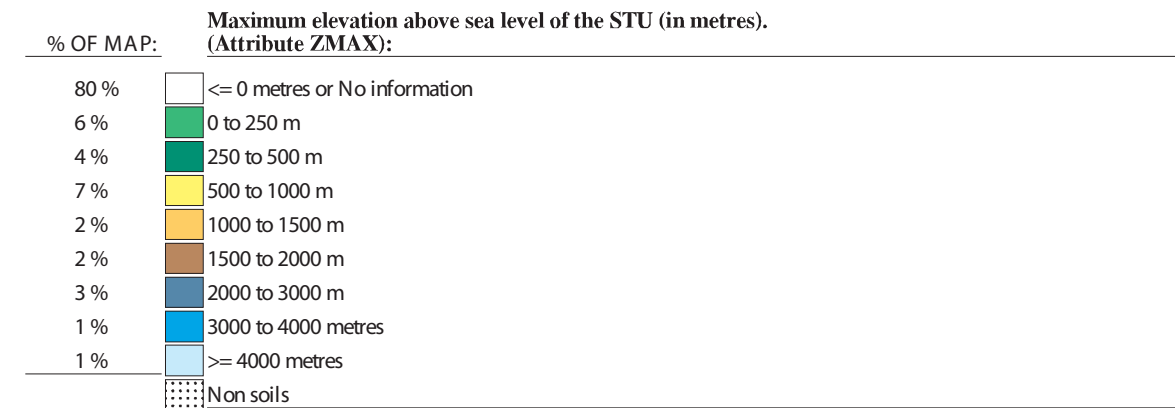 Maximum elevation above sea level of the STU (in metres).
% OF MAP: (Attribute ZMAX):
80 % <= 0 metres or No information
6 % 0 to 250 m
4 % 250 to 500 m
7 % 500 to 1000 m
2 % 1000 to 1500 m
2 % 1500 to 2000 m
3 % 2000 to 3000 m
1 % 3000 to 4000 metres
1 % >= 4000 metres
Non soils